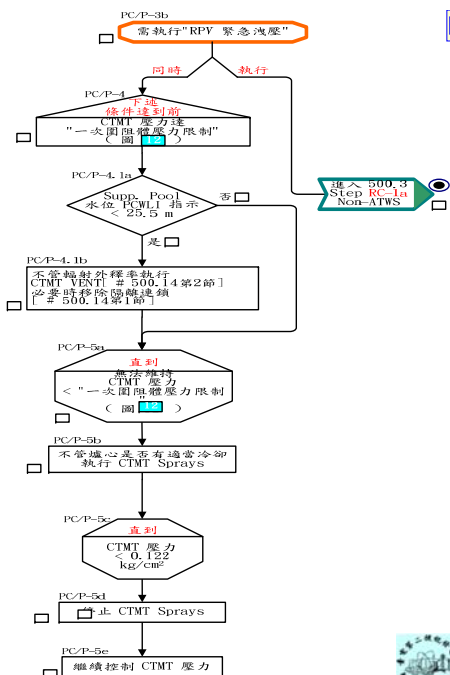 PC/P-3b
需執行"RPV 緊急洩壓"
同時
執行
PC/P-4
下述
條件達到前
CTMT 壓力達
"一次圍阻體壓力限制"
( 圖 12 )
PC/P-4.1a
Supp. Pool
水位 PCWLI 指示
< 25.5 m
否
是
進入 500.3
Step RC-1a
Non-ATWS
PC/P-4.1b
不管輻射外釋率執行
CTMT VENT[ # 500.14第2節]
必要時移除隔離連鎖
[ # 500.14第1節]
PC/P-5a
直到
無法維持
CTMT 壓力
< "一次圍阻體壓力限制
"
( 圖 12 )
PC/P-5b
不管爐心是否有適當冷卻
執行 CTMT Sprays
PC/P-5c
直到
CTMT 壓力
< 0.122
kg/cm²
PC/P-5d
止 CTMT Sprays
PC/P-5e
繼續控制 CTMT 壓力